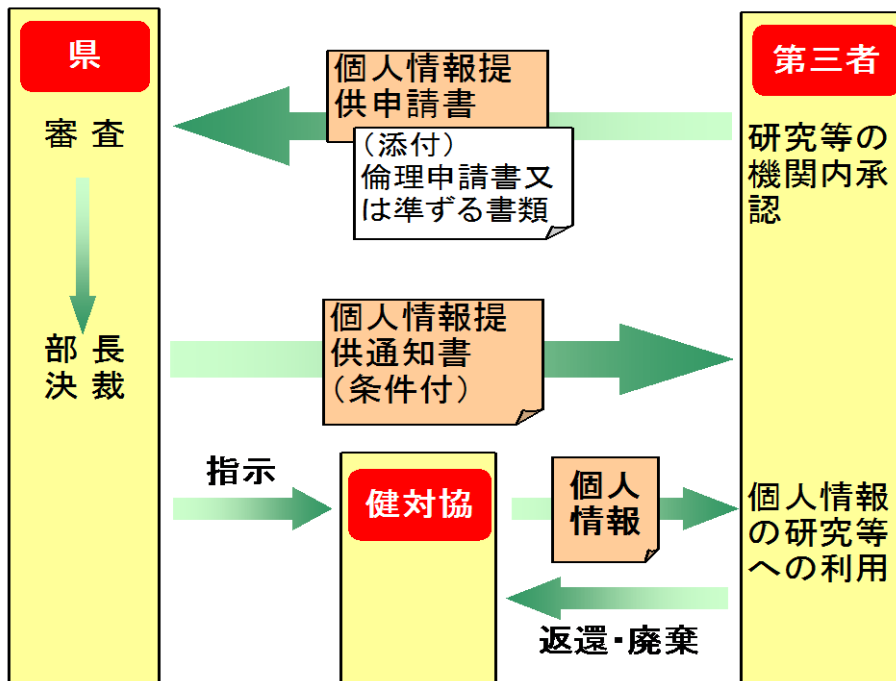 県
第三者
個人情報提
供申請書
(添付)
倫理申請書又
は準ずる書類
審査
研究等の
機関内承
認
個人情報提
供通知書
(条件付)
部長
決裁
指示
健対協
個人
情報
個人情報
の研究等
への利用
返還・廃棄